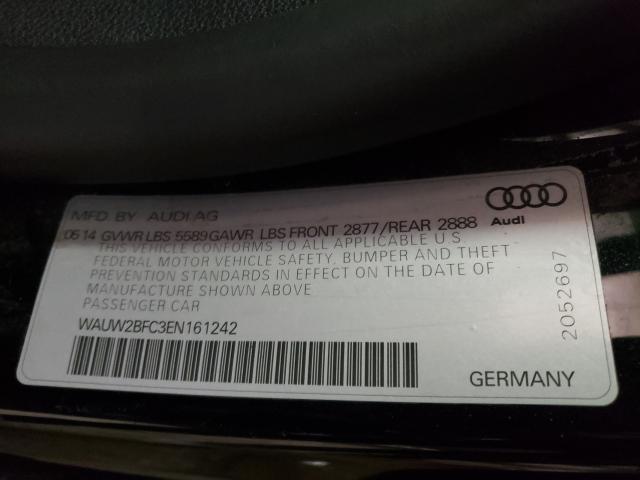 MFD. BY AUDI AG
05 14 GVWR LBS 5589 GAWR LBS FRONT 2877/REAR 2888
THIS VEHICLE CONFORMS TO ALL APPLICABLE U.S.
FEDERAL MOTOR VEHICLE SAFETY, BUMPER AND THEFT
PREVENTION STANDARDS IN EFFECT ON THE DATE OF
MANUFACTURE SHOWN ABOVE
PASSENGER CAR
WAUW2BFC3EN161242
Audi
2052697
GERMANY